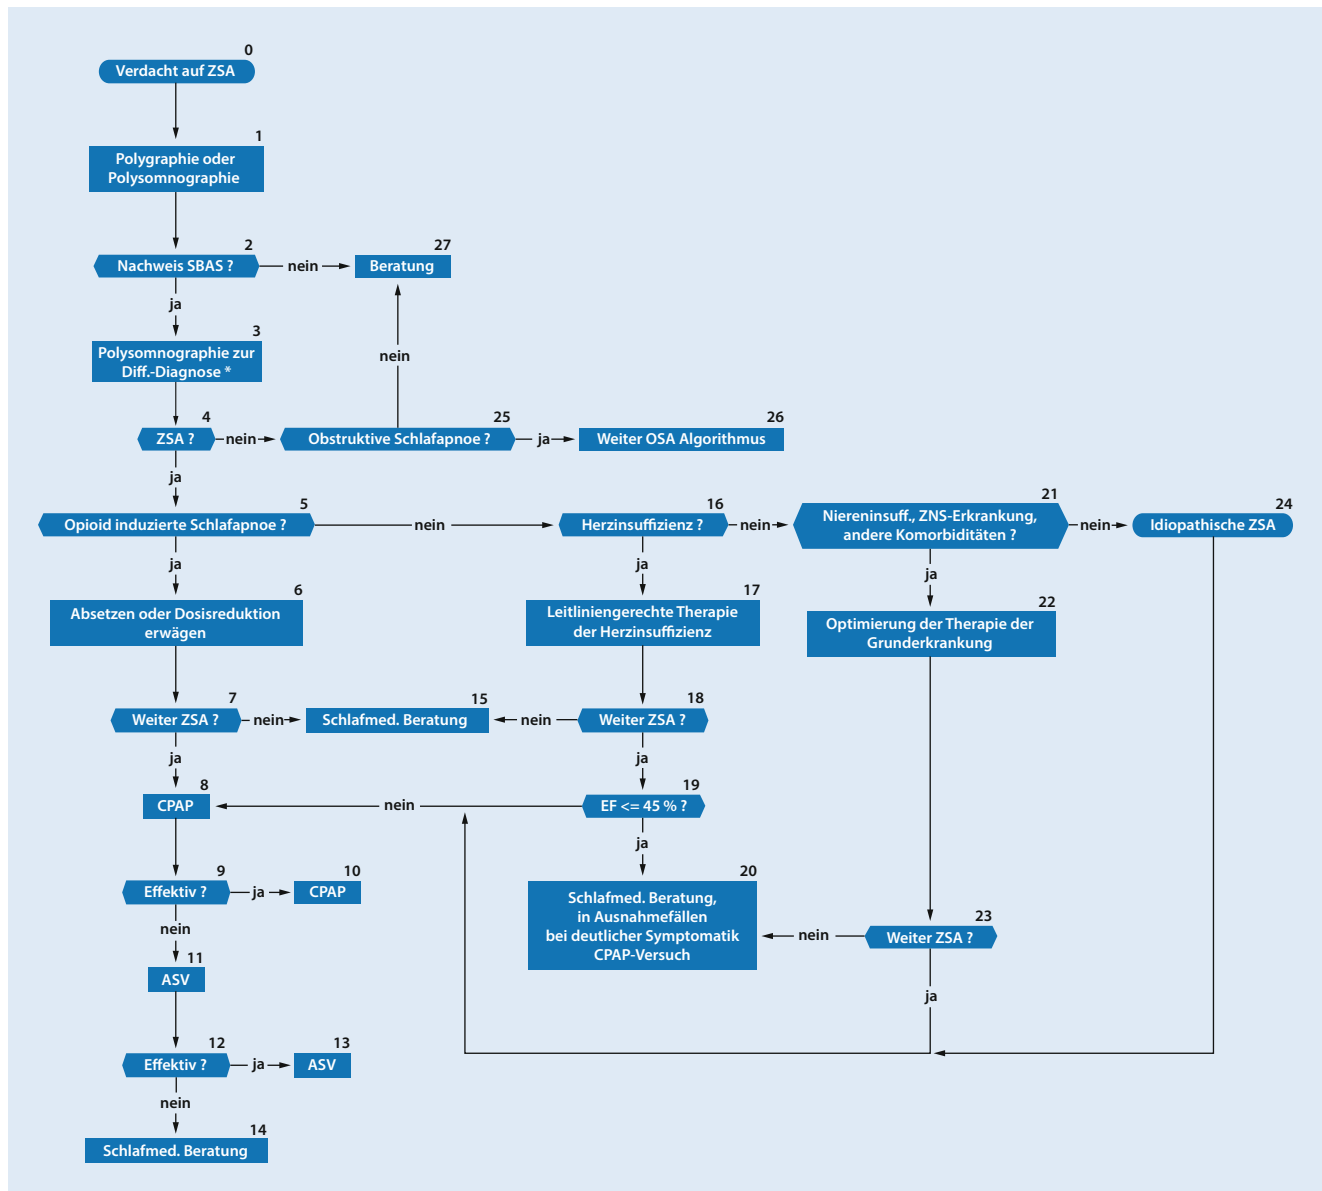 0
Verdacht auf ZSA
1
Polygraphie oder
Polysomnographie
2
Nachweis SBAS ?
nein
27
Beratung
ja
3
Polysomnographie zur
Diff.-Diagnose *
nein
4
ZSA ?
nein
25
Obstruktive Schlafapnoe ?
ja
26
Weiter OSA Algorithmus
ja
5
Opioid induzierte Schlafapnoe ?
nein
16
Herzinsuffizienz ?
nein
21
Niereninsuff., ZNS-Erkrankung,
andere Komorbiditäten ?
nein
24
Idiopathische ZSA
ja
ja
ja
6
Absetzen oder Dosisreduktion
erwägen
17
Leitliniengerechte Therapie
der Herzinsuffizienz
22
Optimierung der Therapie der
Grunderkrankung
7
Weiter ZSA ?
nein
15
Schlafmed. Beratung
nein
18
Weiter ZSA ?
ja
ja
8
CPAP
nein
19
EF <= 45 % ?
ja
9
Effektiv ?
ja
10
CPAP
20
Schlafmed. Beratung,
in Ausnahmefällen
bei deutlicher Symptomatik
CPAP-Versuch
nein
23
Weiter ZSA ?
nein
11
ASV
ja
12
Effektiv ?
ja
13
ASV
nein
14
Schlafmed. Beratung